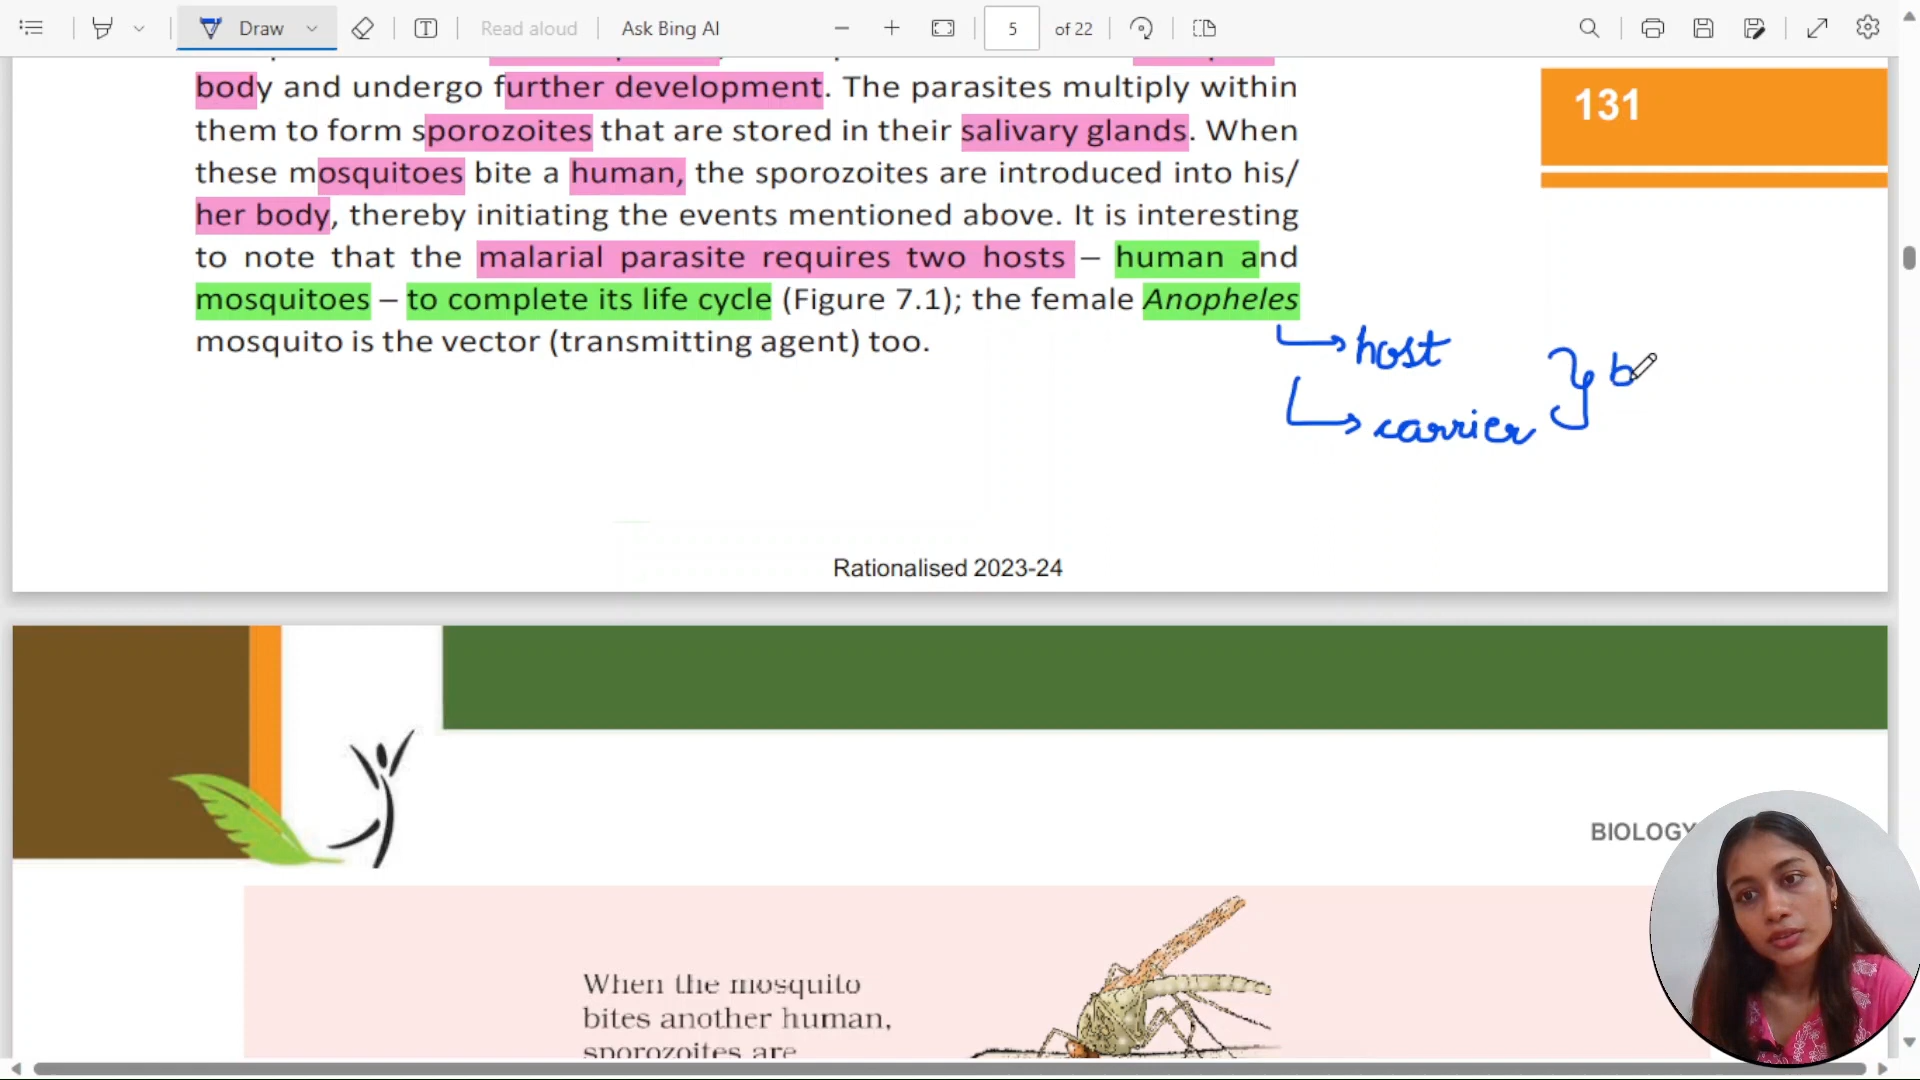 Draw
Read aloud
Ask Bing AI
5 of 22
body and undergo further development. The parasites multiply within
them to form sporozoites that are stored in their salivary glands. When
these mosquitoes bite a human, the sporozoites are introduced into his/
her body, thereby initiating the events mentioned above. It is interesting
to note that the malarial parasite requires two hosts – human and
mosquitoes – to complete its life cycle (Figure 7.1); the female Anopheles
mosquito is the vector (transmitting agent) too.
131
host
carrier
b
Rationalised 2023-24
BIOLOGY
When the mosquito
bites another human,
sporozoites are